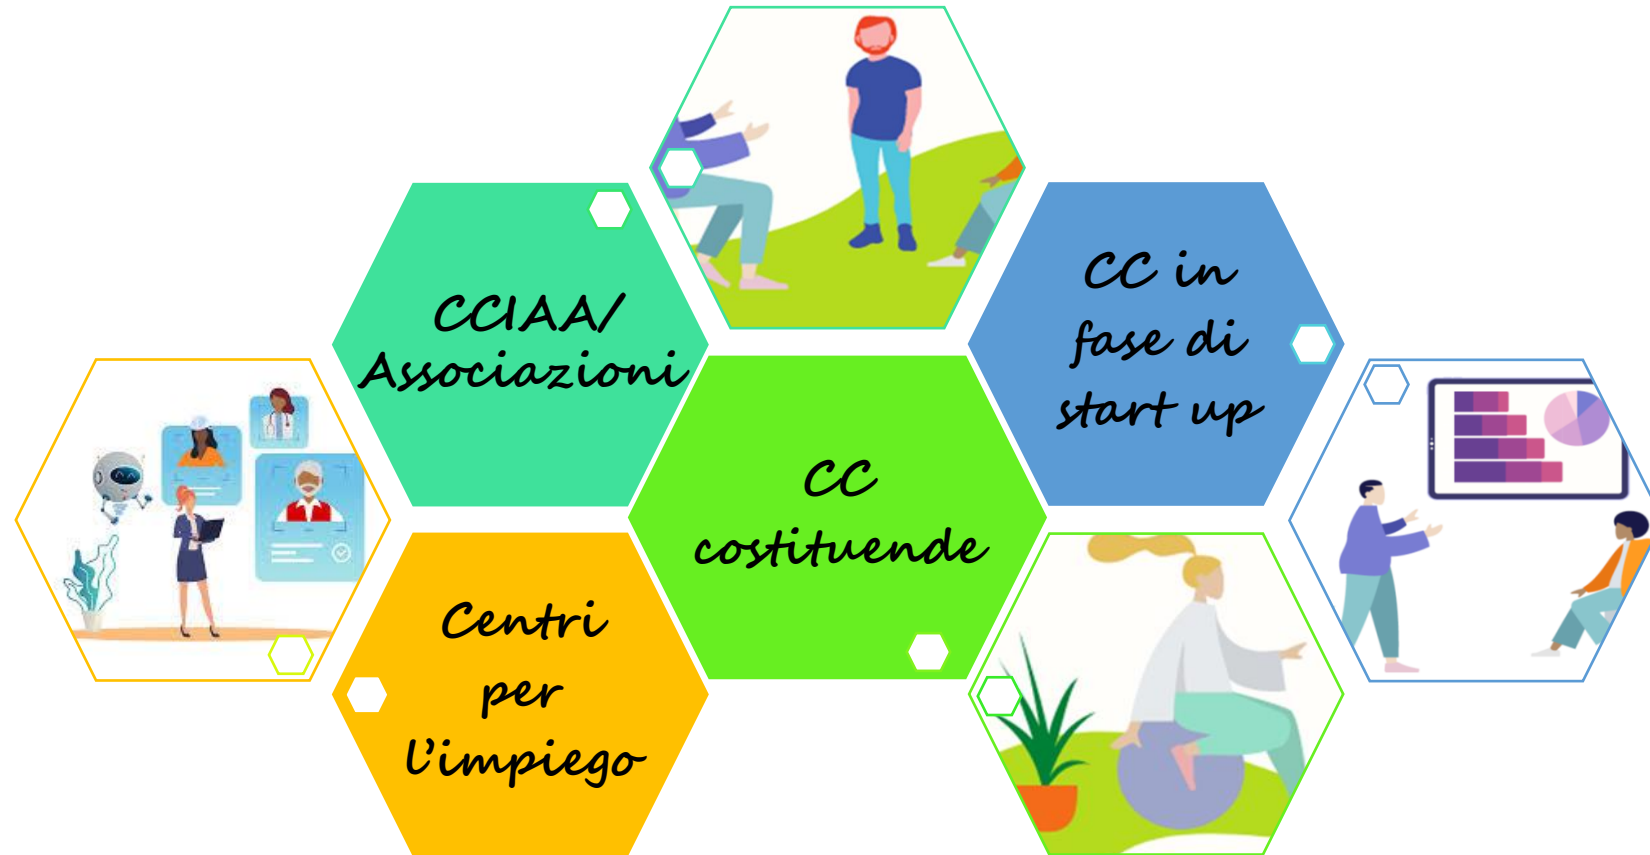 CCIAA/
Associazioni
CC in
fase di
start up
CC
costituende
Centri
per
l'impiego